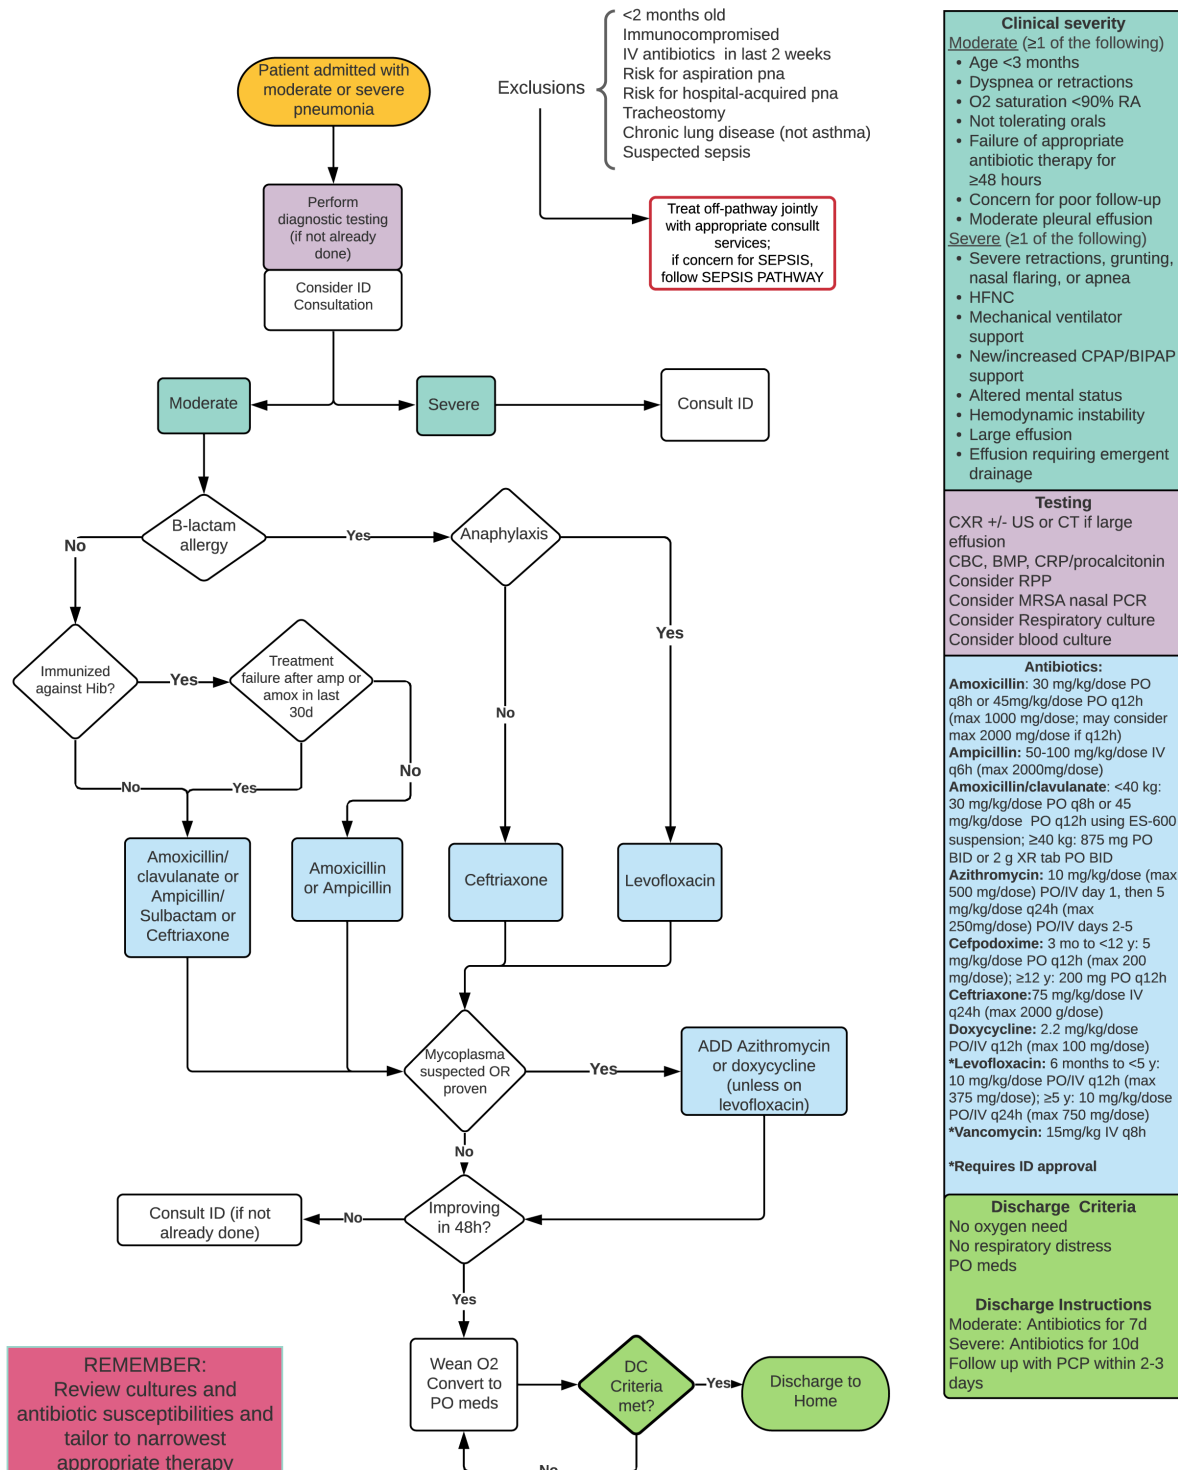 <2 months old
Immunocompromised
IV antibiotics in last 2 weeks
Risk for aspiration pna
Risk for hospital-acquired pna
Tracheostomy
Chronic lung disease (not asthma)
Suspected sepsis
Exclusions
Patient admitted with
moderate or severe
pneumonia
Perform
diagnostic testing
(if not already
done)
Consider ID
Consultation
Treat off-pathway jointly
with appropriate consullt
services;
if concern for SEPSIS,
follow SEPSIS PATHWAY
Moderate
Severe
Consult ID
B-lactam
allergy
Yes
Anaphylaxis
No
Yes
Immunized
against Hib?
Yes
Treatment
failure after amp or
amox in last
30d
No
No
No
Yes
Amoxicillin/
clavulanate or
Ampicillin/
Sulbactam or
Ceftriaxone
Amoxicillin
or Ampicillin
Ceftriaxone
Levofloxacin
Mycoplasma
suspected OR
proven
Yes
ADD Azithromycin
or doxycycline
(unless on
levofloxacin)
No
Improving
in 48h?
No
Consult ID (if not
already done)
Yes
Wean O2
Convert to
PO meds
DC
Criteria
met?
Yes
Discharge to
Home
No
REMEMBER:
Review cultures and
antibiotic susceptibilities and
tailor to narrowest
appropriate therapy
Clinical severity
Moderate (≥1 of the following)
• Age <3 months
• Dyspnea or retractions
• O2 saturation <90% RA
• Not tolerating orals
• Failure of appropriate
antibiotic therapy for
≥48 hours
• Concern for poor follow-up
• Moderate pleural effusion
Severe (≥1 of the following)
• Severe retractions, grunting,
nasal flaring, or apnea
• HFNC
• Mechanical ventilator
support
• New/increased CPAP/BIPAP
support
• Altered mental status
• Hemodynamic instability
• Large effusion
• Effusion requiring emergent
drainage
Testing
CXR +/- US or CT if large
effusion
CBC, BMP, CRP/procalcitonin
Consider RPP
Consider MRSA nasal PCR
Consider Respiratory culture
Consider blood culture
Antibiotics:
Amoxicillin: 30 mg/kg/dose PO
q8h or 45mg/kg/dose PO q12h
(max 1000 mg/dose; may consider
max 2000 mg/dose if q12h)
Ampicillin: 50-100 mg/kg/dose IV
q6h (max 2000mg/dose)
Amoxicillin/clavulanate: <40 kg:
30 mg/kg/dose PO q8h or 45
mg/kg/dose PO q12h using ES-600
suspension; ≥40 kg: 875 mg PO
BID or 2 g XR tab PO BID
Azithromycin: 10 mg/kg/dose (max
500 mg/dose) PO/IV day 1, then 5
mg/kg/dose q24h (max
250mg/dose) PO/IV days 2-5
Cefpodoxime: 3 mo to <12 y: 5
mg/kg/dose PO q12h (max 200
mg/dose); ≥12 y: 200 mg PO q12h
Ceftriaxone:75 mg/kg/dose IV
q24h (max 2000 g/dose)
Doxycycline: 2.2 mg/kg/dose
PO/IV q12h (max 100 mg/dose)
*Levofloxacin: 6 months to <5 y:
10 mg/kg/dose PO/IV q12h (max
375 mg/dose); ≥5 y: 10 mg/kg/dose
PO/IV q24h (max 750 mg/dose)
*Vancomycin: 15mg/kg IV q8h
*Requires ID approval
Discharge Criteria
No oxygen need
No respiratory distress
PO meds
Discharge Instructions
Moderate: Antibiotics for 7d
Severe: Antibiotics for 10d
Follow up with PCP within 2-3
days